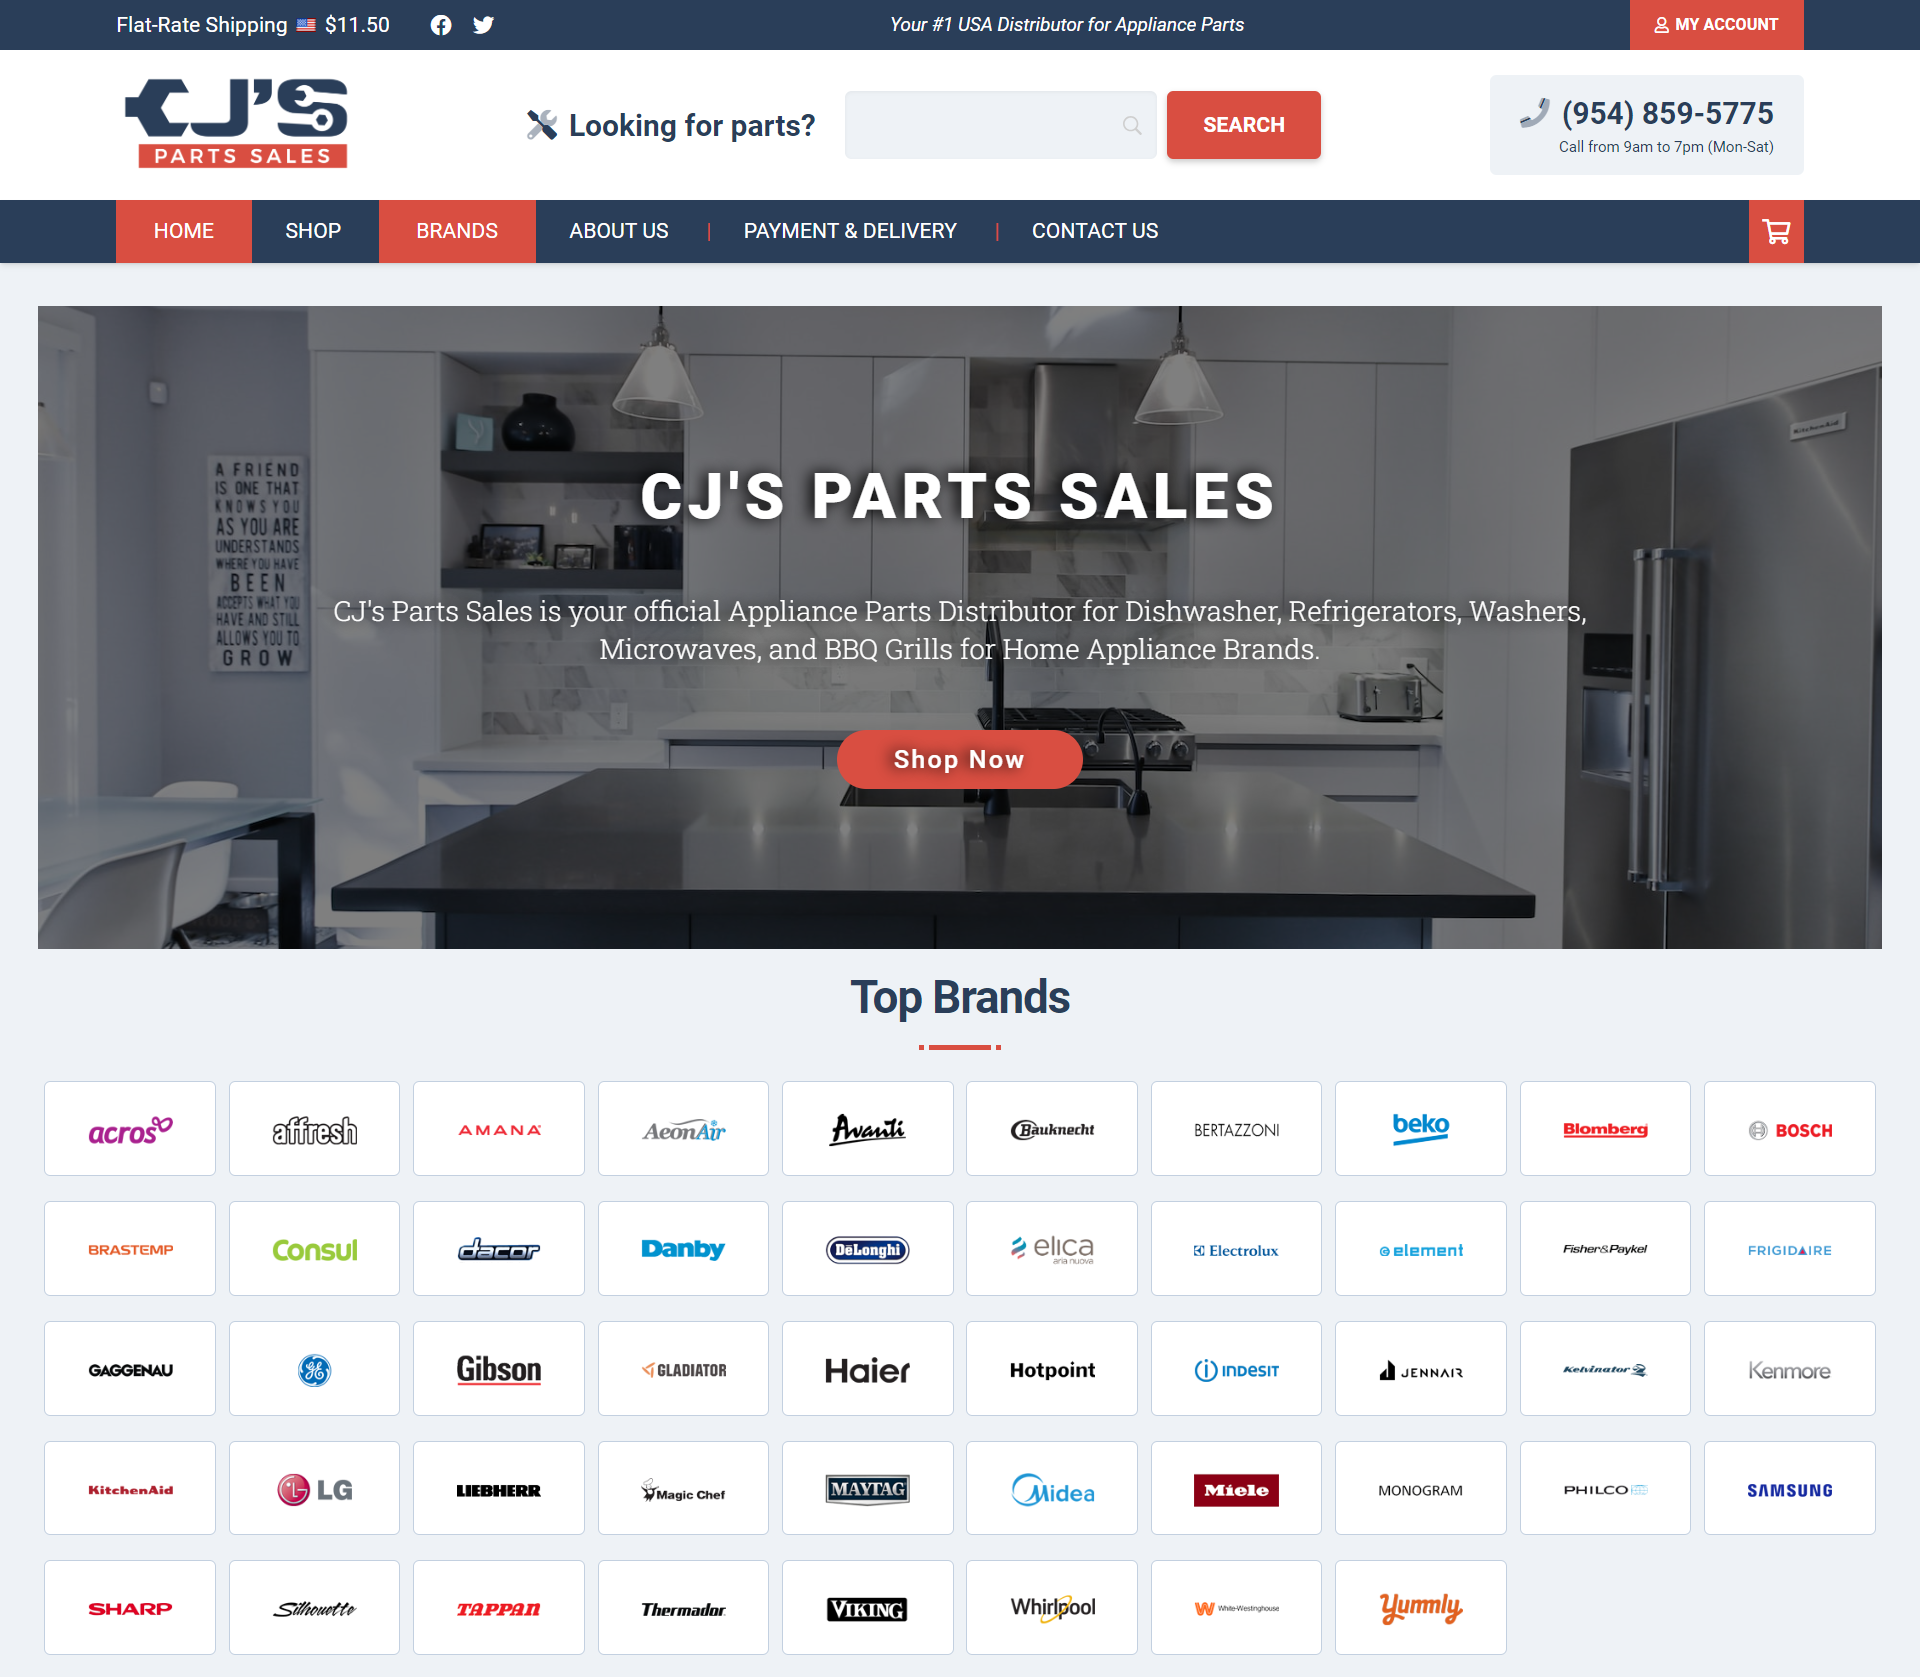 Flat-Rate Shipping $11.50
Your #1 USA Distributor for Appliance Parts
MY ACCOUNT
CJ'S
PARTS SALES
Looking for parts?
SEARCH
(954) 859-5775
Call from 9am to 7pm (Mon-Sat)
HOME
SHOP
BRANDS
ABOUT US
|
PAYMENT & DELIVERY
|
CONTACT US
KitchenAid
A FRIEND
IS ONE THAT
KNOWS YOU
AS YOU ARE
UNDERSTANDS
WHERE YOU HAVE
BEEN
ACCEPTS WHAT YOU
HAVE AND STILL
ALLOWS YOU TO
GROW
CJ'S PARTS SALES
CJ's Parts Sales is your official Appliance Parts Distributor for Dishwasher, Refrigerators, Washers,
Microwaves, and BBQ Grills for Home Appliance Brands.
Shop Now
Top Brands
acros
affresh
AMANA
AeonAir
Avanti
Bauknecht
BERTAZZONI
beko
Blomberg
BOSCH
BRASTEMP
Consul
dacor
Danby
DeLonghi
elica
aria nuova
Electrolux
element
Fisher&Paykel
FRIGIDAIRE
GAGGENAU
GE
Gibson
GLADIATOR
Haier
Hotpoint
INDESIT
JENNAIR
Kelvinator
Kenmore
KitchenAid
LG
LIEBHERR
Magic Chef
MAYTAG
Midea
Miele
MONOGRAM
PHILCO
SAMSUNG
SHARP
Silhouette
TAPPAN
Thermador
VIKING
Whirlpool
White-Westinghouse
Yummly